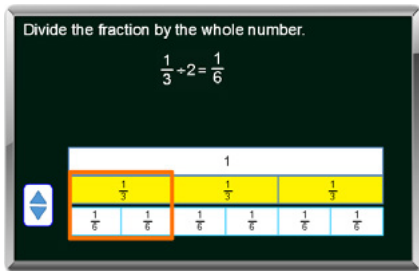 Divide the fraction by the whole number.
1/3 ÷ 2 = 1/6
1
1/3 1/3 1/3
1/6 1/6 1/6 1/6 1/6 1/6